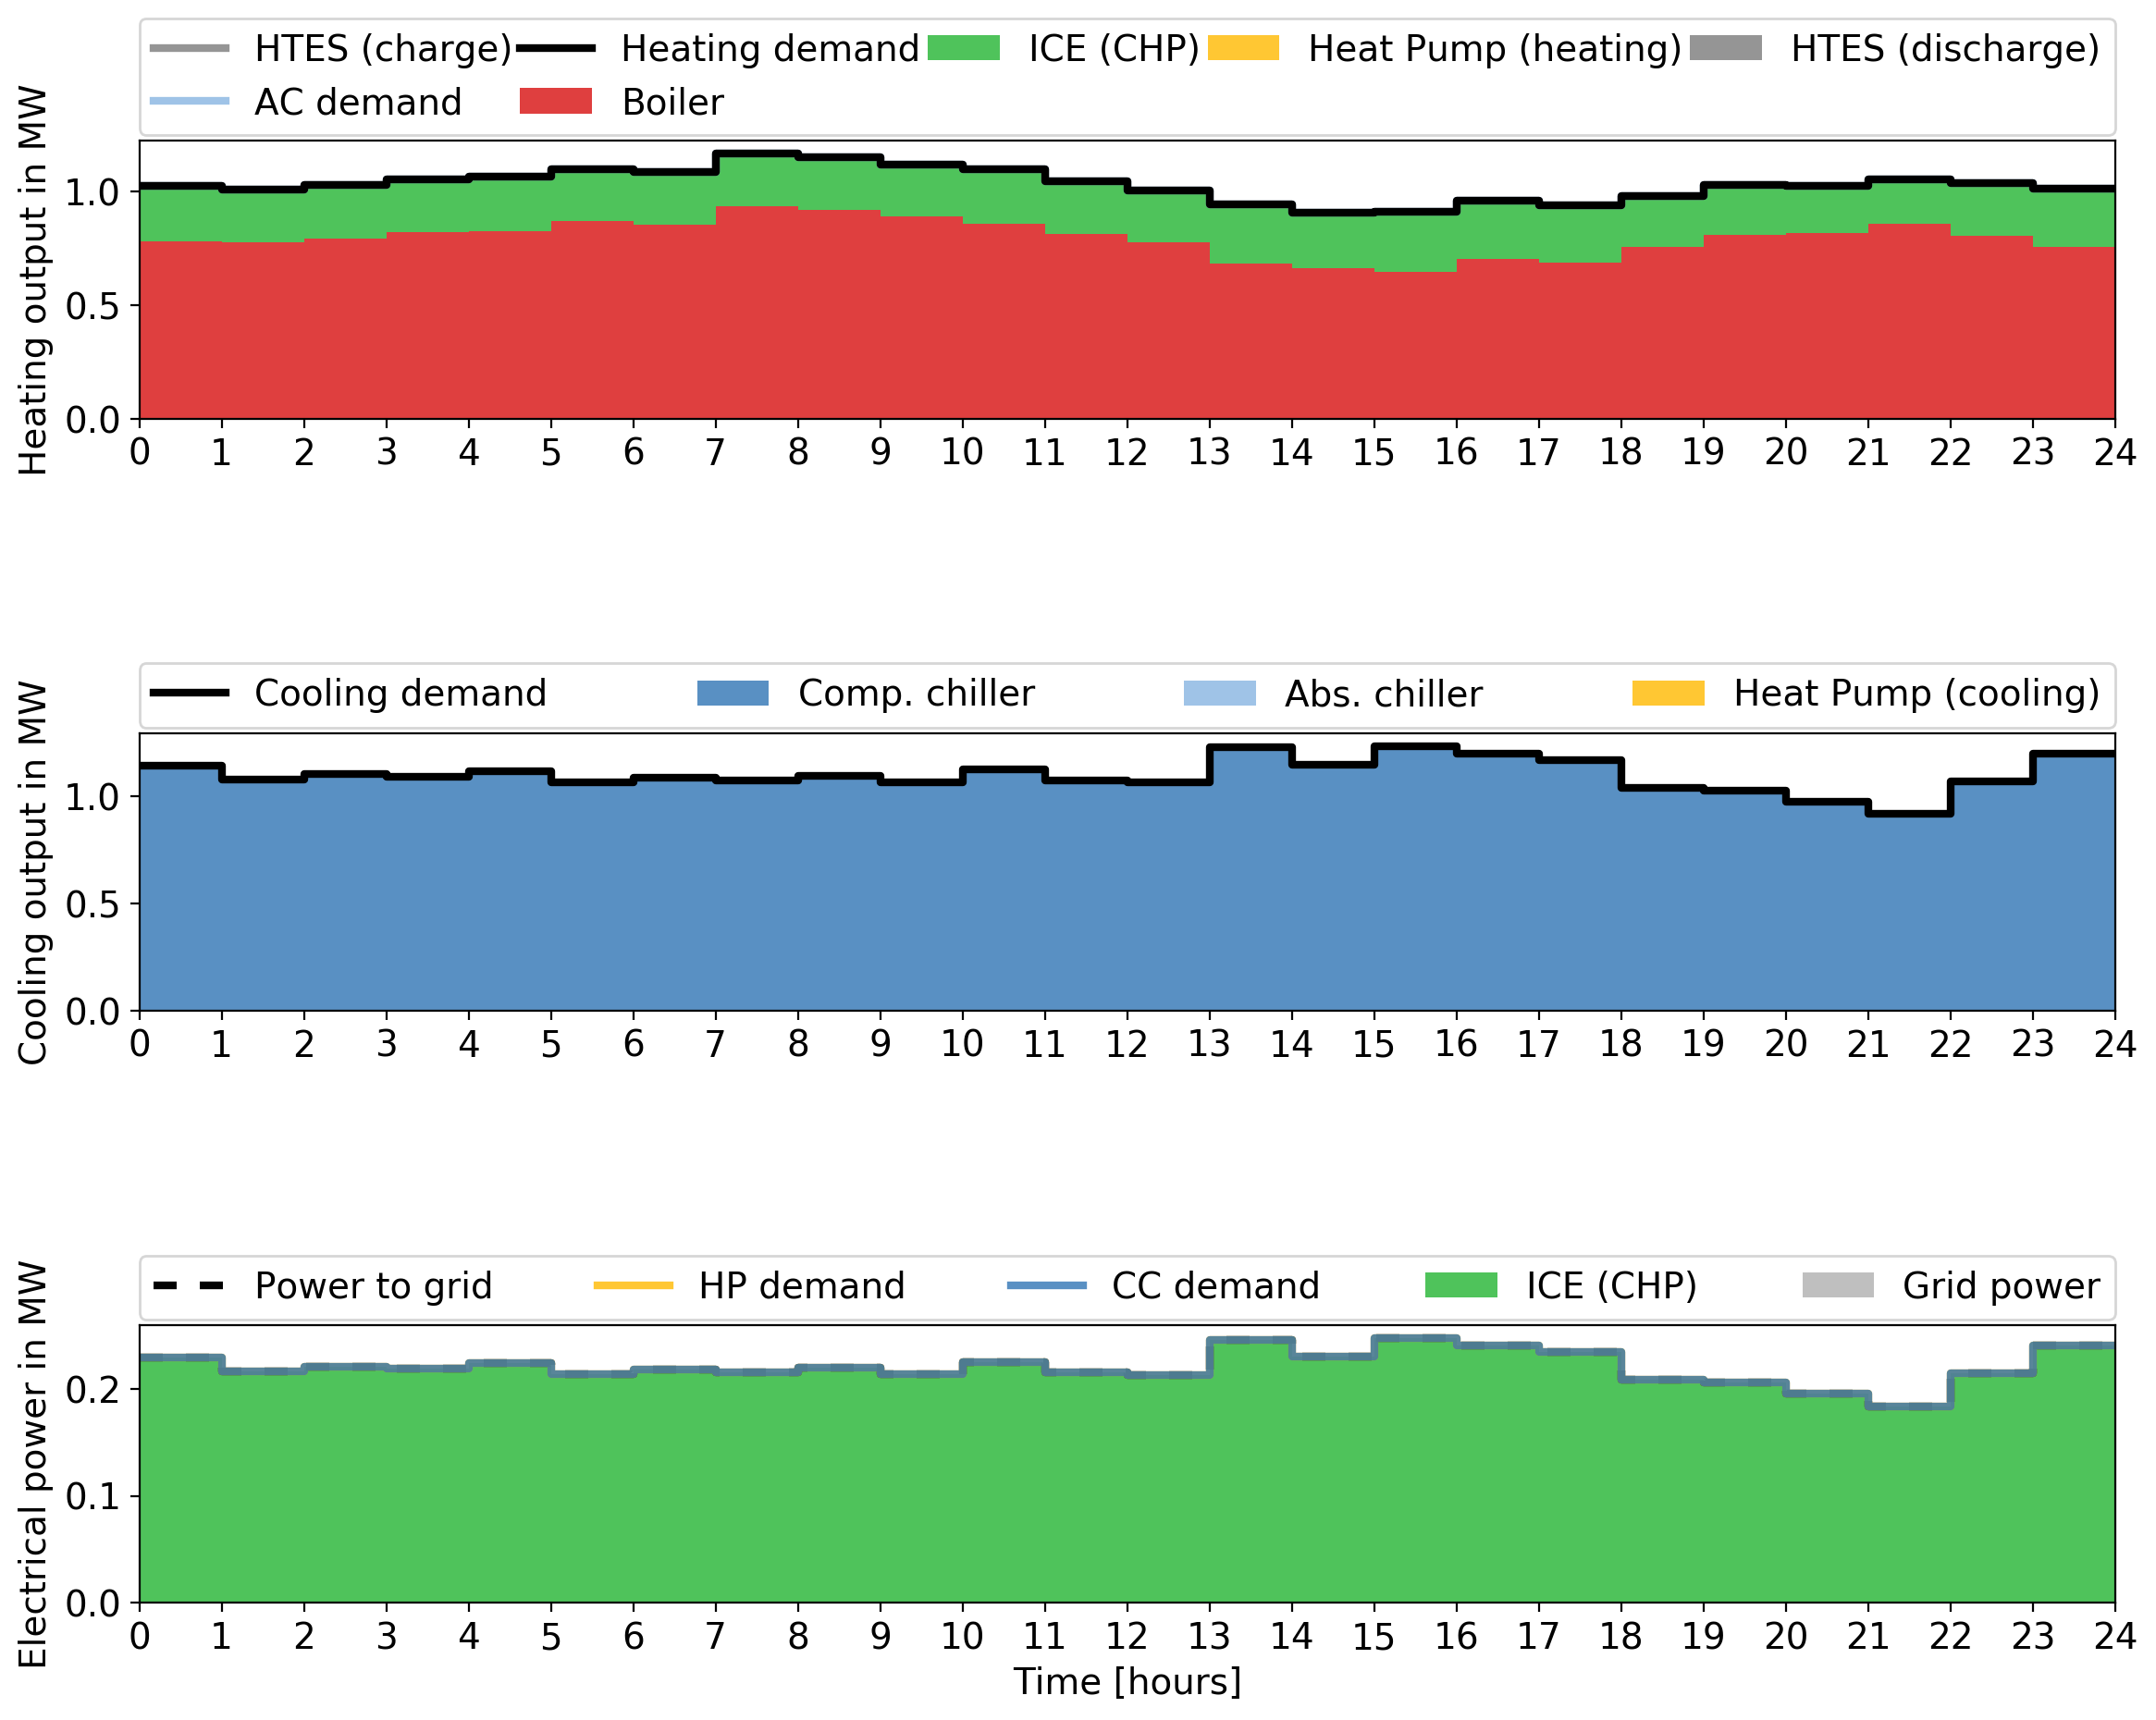 HTES (charge) Heating demand ICE (CHP) Heat Pump (heating) HTES (discharge)
AC demand Boiler
Heating output in MW
1.0
0.5
0.0
0 1 2 3 4 5 6 7 8 9 10 11 12 13 14 15 16 17 18 19 20 21 22 23 24
Cooling demand Comp. chiller Abs. chiller Heat Pump (cooling)
Cooling output in MW
1.0
0.5
0.0
0 1 2 3 4 5 6 7 8 9 10 11 12 13 14 15 16 17 18 19 20 21 22 23 24
Power to grid HP demand CC demand ICE (CHP) Grid power
Electrical power in MW
0.2
0.1
0.0
0 1 2 3 4 5 6 7 8 9 10 11 12 13 14 15 16 17 18 19 20 21 22 23 24
Time [hours]